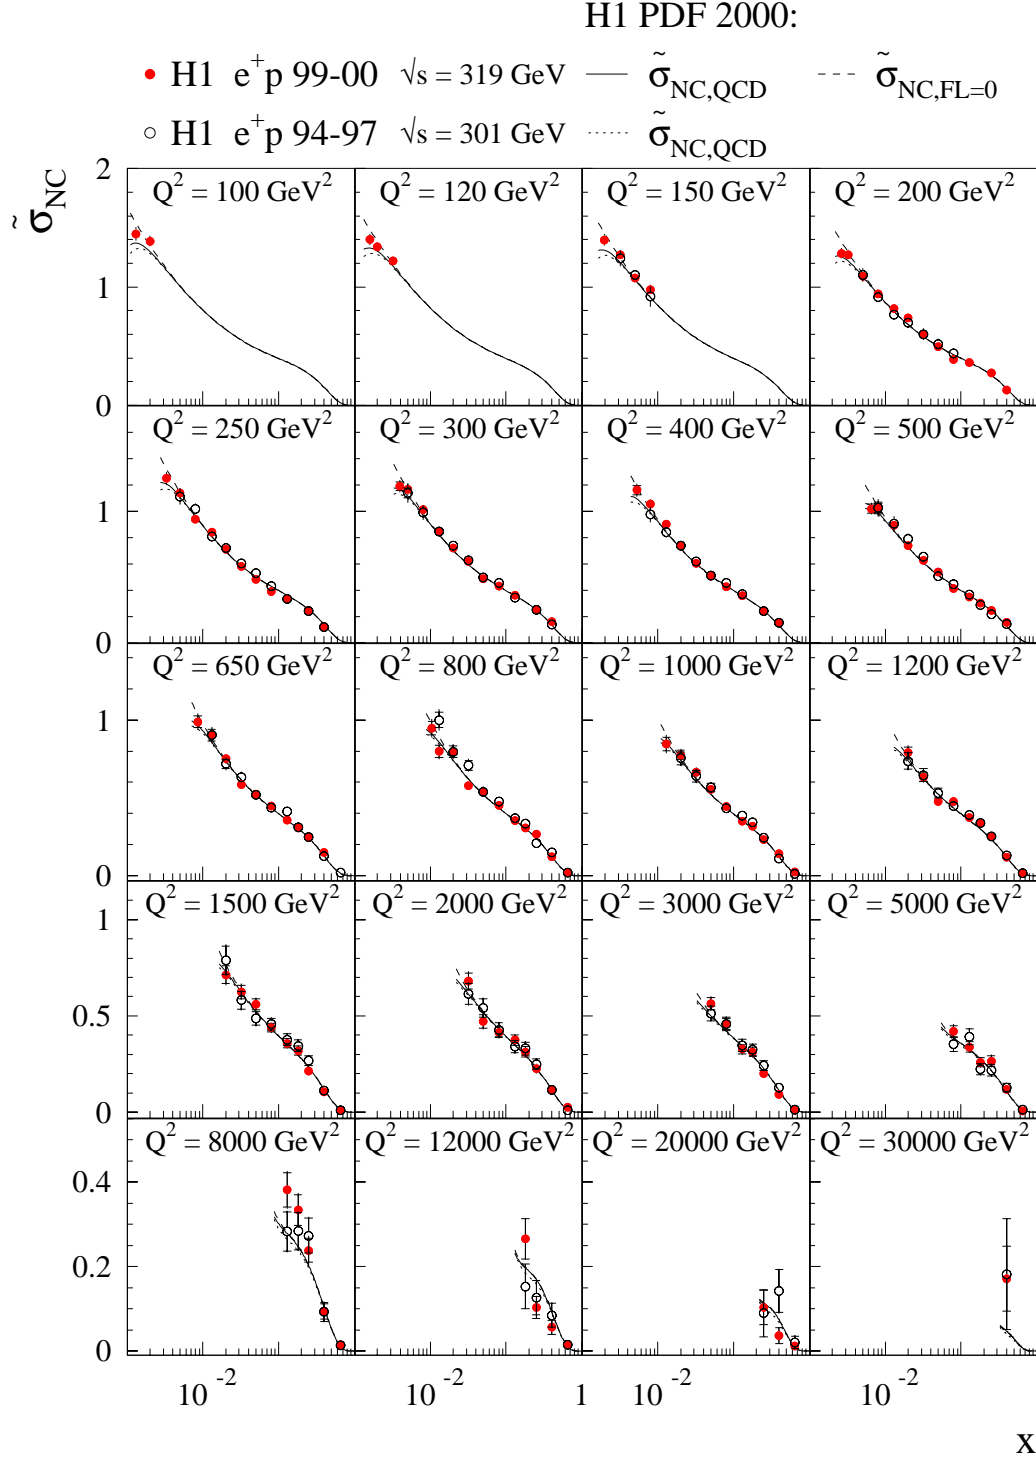 H1 PDF 2000:
H1 e⁺p 99-00 √s = 319 GeV σ̃NC,QCD σ̃NC,FL=0
H1 e⁺p 94-97 √s = 301 GeV σ̃NC,QCD
σ̃NC
2
Q² = 100 GeV² Q² = 120 GeV² Q² = 150 GeV² Q² = 200 GeV²
1
0
Q² = 250 GeV² Q² = 300 GeV² Q² = 400 GeV² Q² = 500 GeV²
1
0
Q² = 650 GeV² Q² = 800 GeV² Q² = 1000 GeV² Q² = 1200 GeV²
1
0
Q² = 1500 GeV² Q² = 2000 GeV² Q² = 3000 GeV² Q² = 5000 GeV²
1
0.5
0
Q² = 8000 GeV² Q² = 12000 GeV² Q² = 20000 GeV² Q² = 30000 GeV²
0.4
0.2
0
10⁻² 10⁻² 1 10⁻² 10⁻²
x